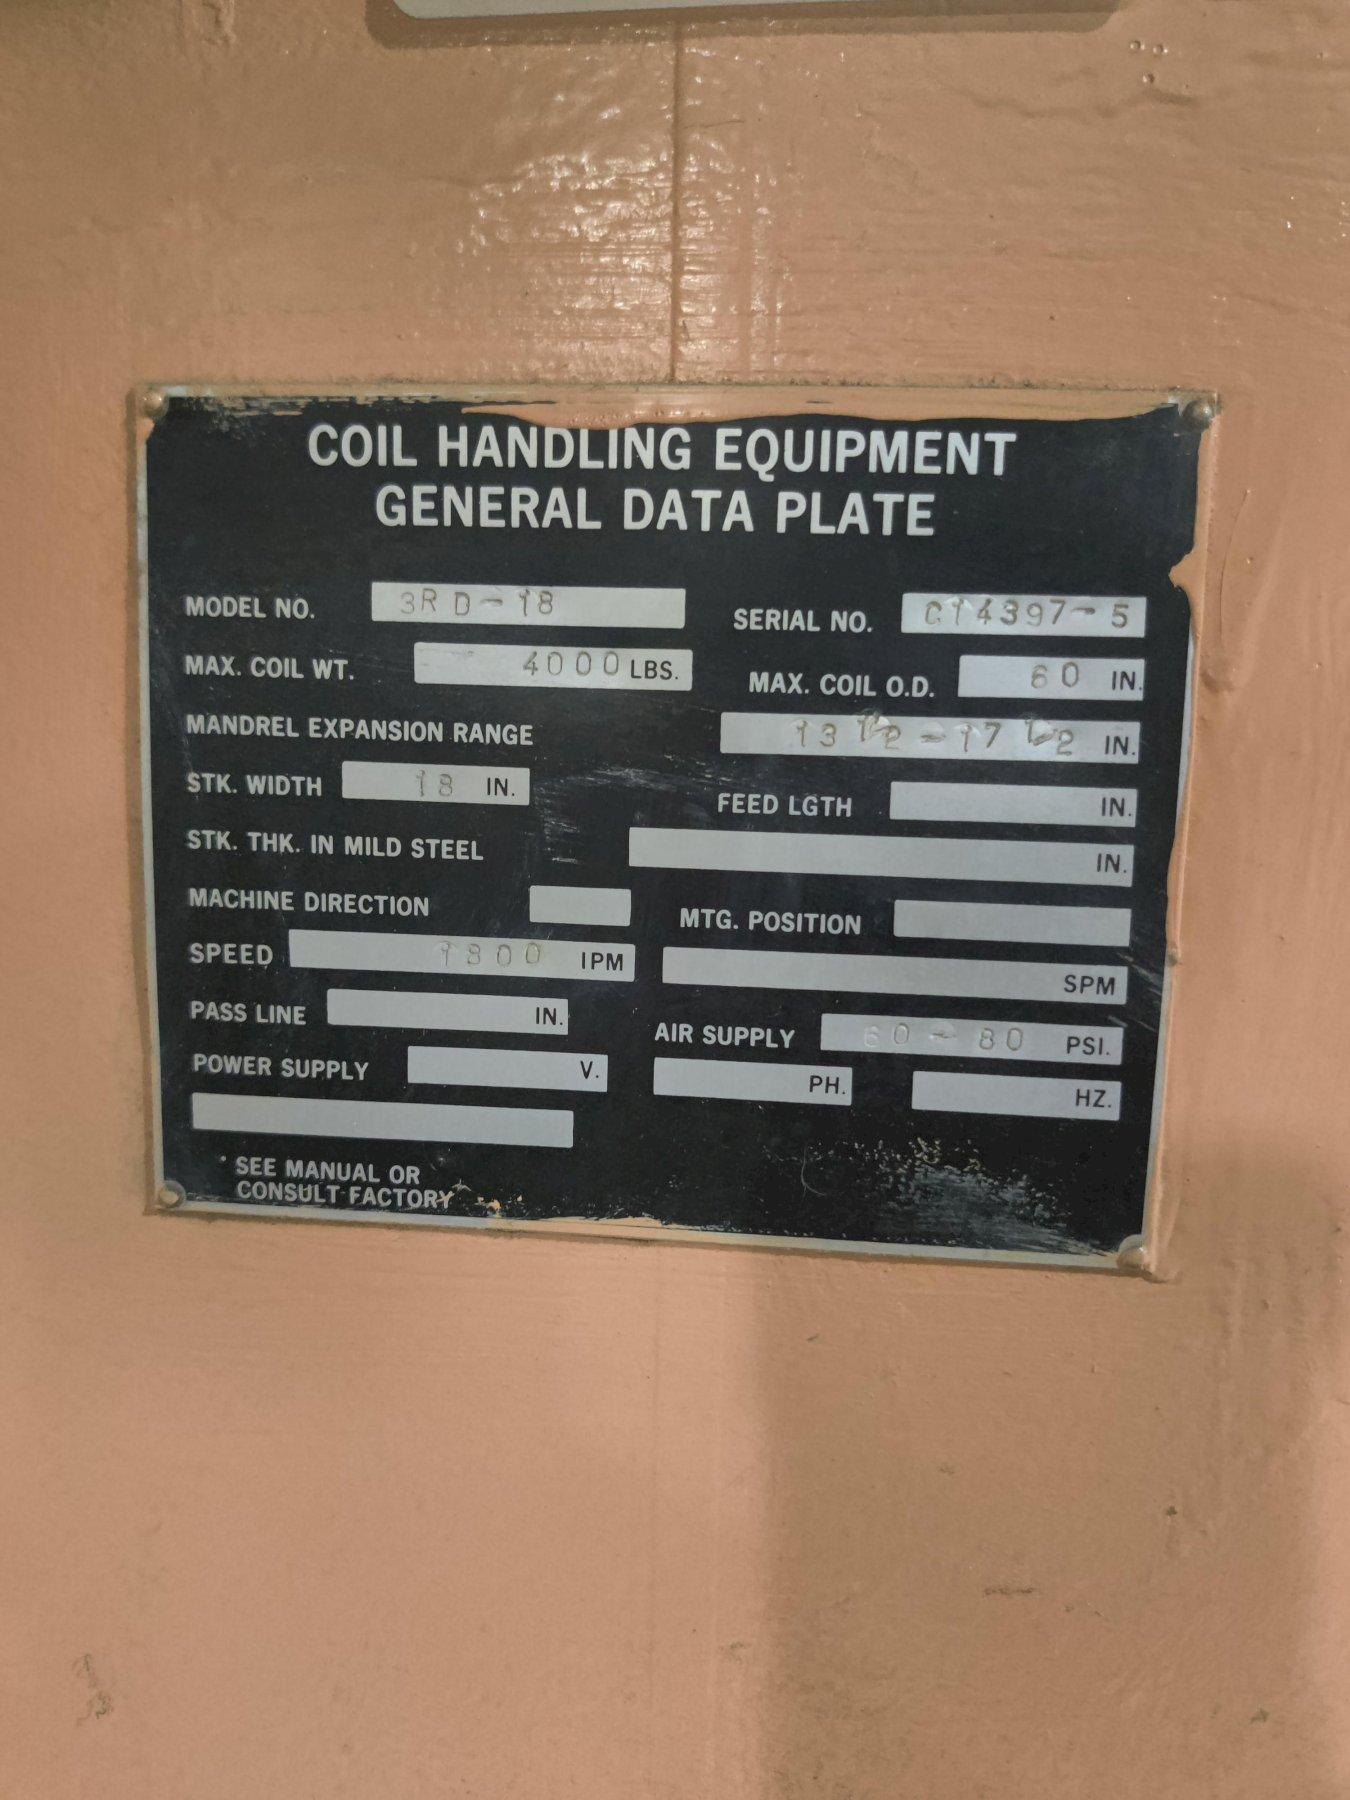 COIL HANDLING EQUIPMENT
GENERAL DATA PLATE
MODEL NO. 3RD-18 SERIAL NO. C14397-5
MAX. COIL WT. 4000 LBS. MAX. COIL O.D. 60 IN.
MANDREL EXPANSION RANGE 13 1/2 - 17 1/2 IN.
STK. WIDTH 18 IN. FEED LGTH IN.
STK. THK. IN MILD STEEL IN.
MACHINE DIRECTION MTG. POSITION
SPEED 1800 IPM SPM
PASS LINE IN. AIR SUPPLY 60-80 PSI.
POWER SUPPLY V. PH. HZ.
* SEE MANUAL OR
CONSULT FACTORY